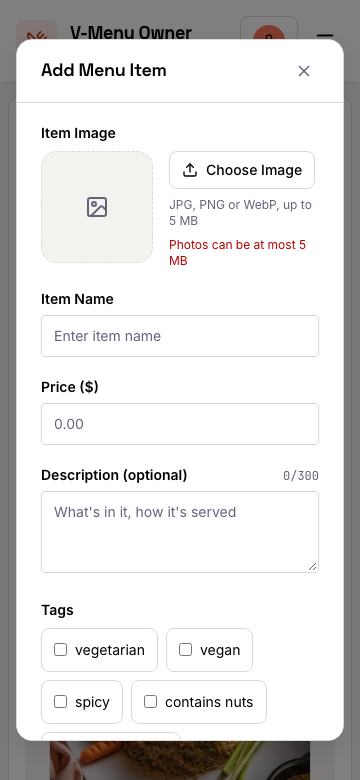 V-Menu Owner
Add Menu Item
Item Image
Choose Image
JPG, PNG or WebP, up to
5 MB
Photos can be at most 5
MB
Item Name
Enter item name
Price ($)
0.00
Description (optional) 0/300
What's in it, how it's served
Tags
vegetarian vegan
spicy contains nuts